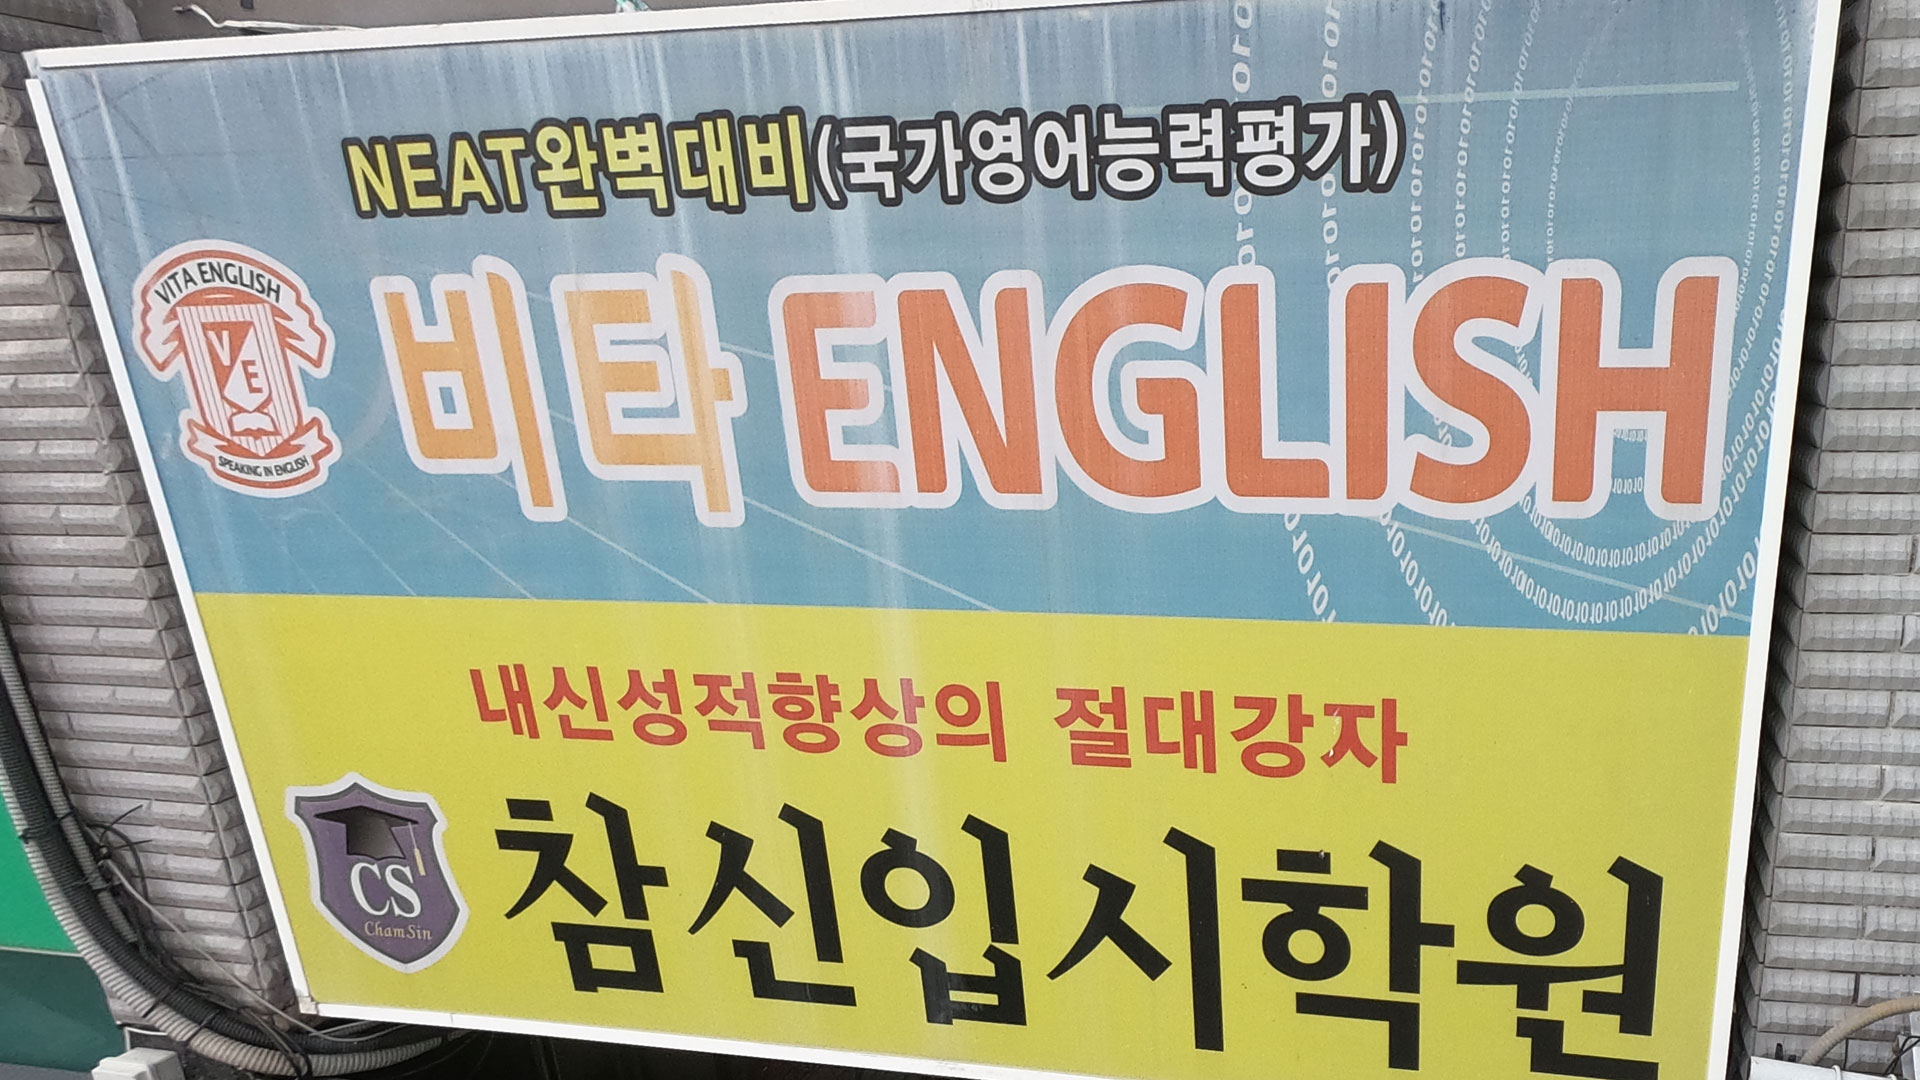 NEAT완벽대비(국가영어능력평가)
VITA ENGLISH
V E
SPEAKING IN ENGLISH
비타 ENGLISH
내신성적향상의 절대강자
CS
ChamSin
참신입시학원